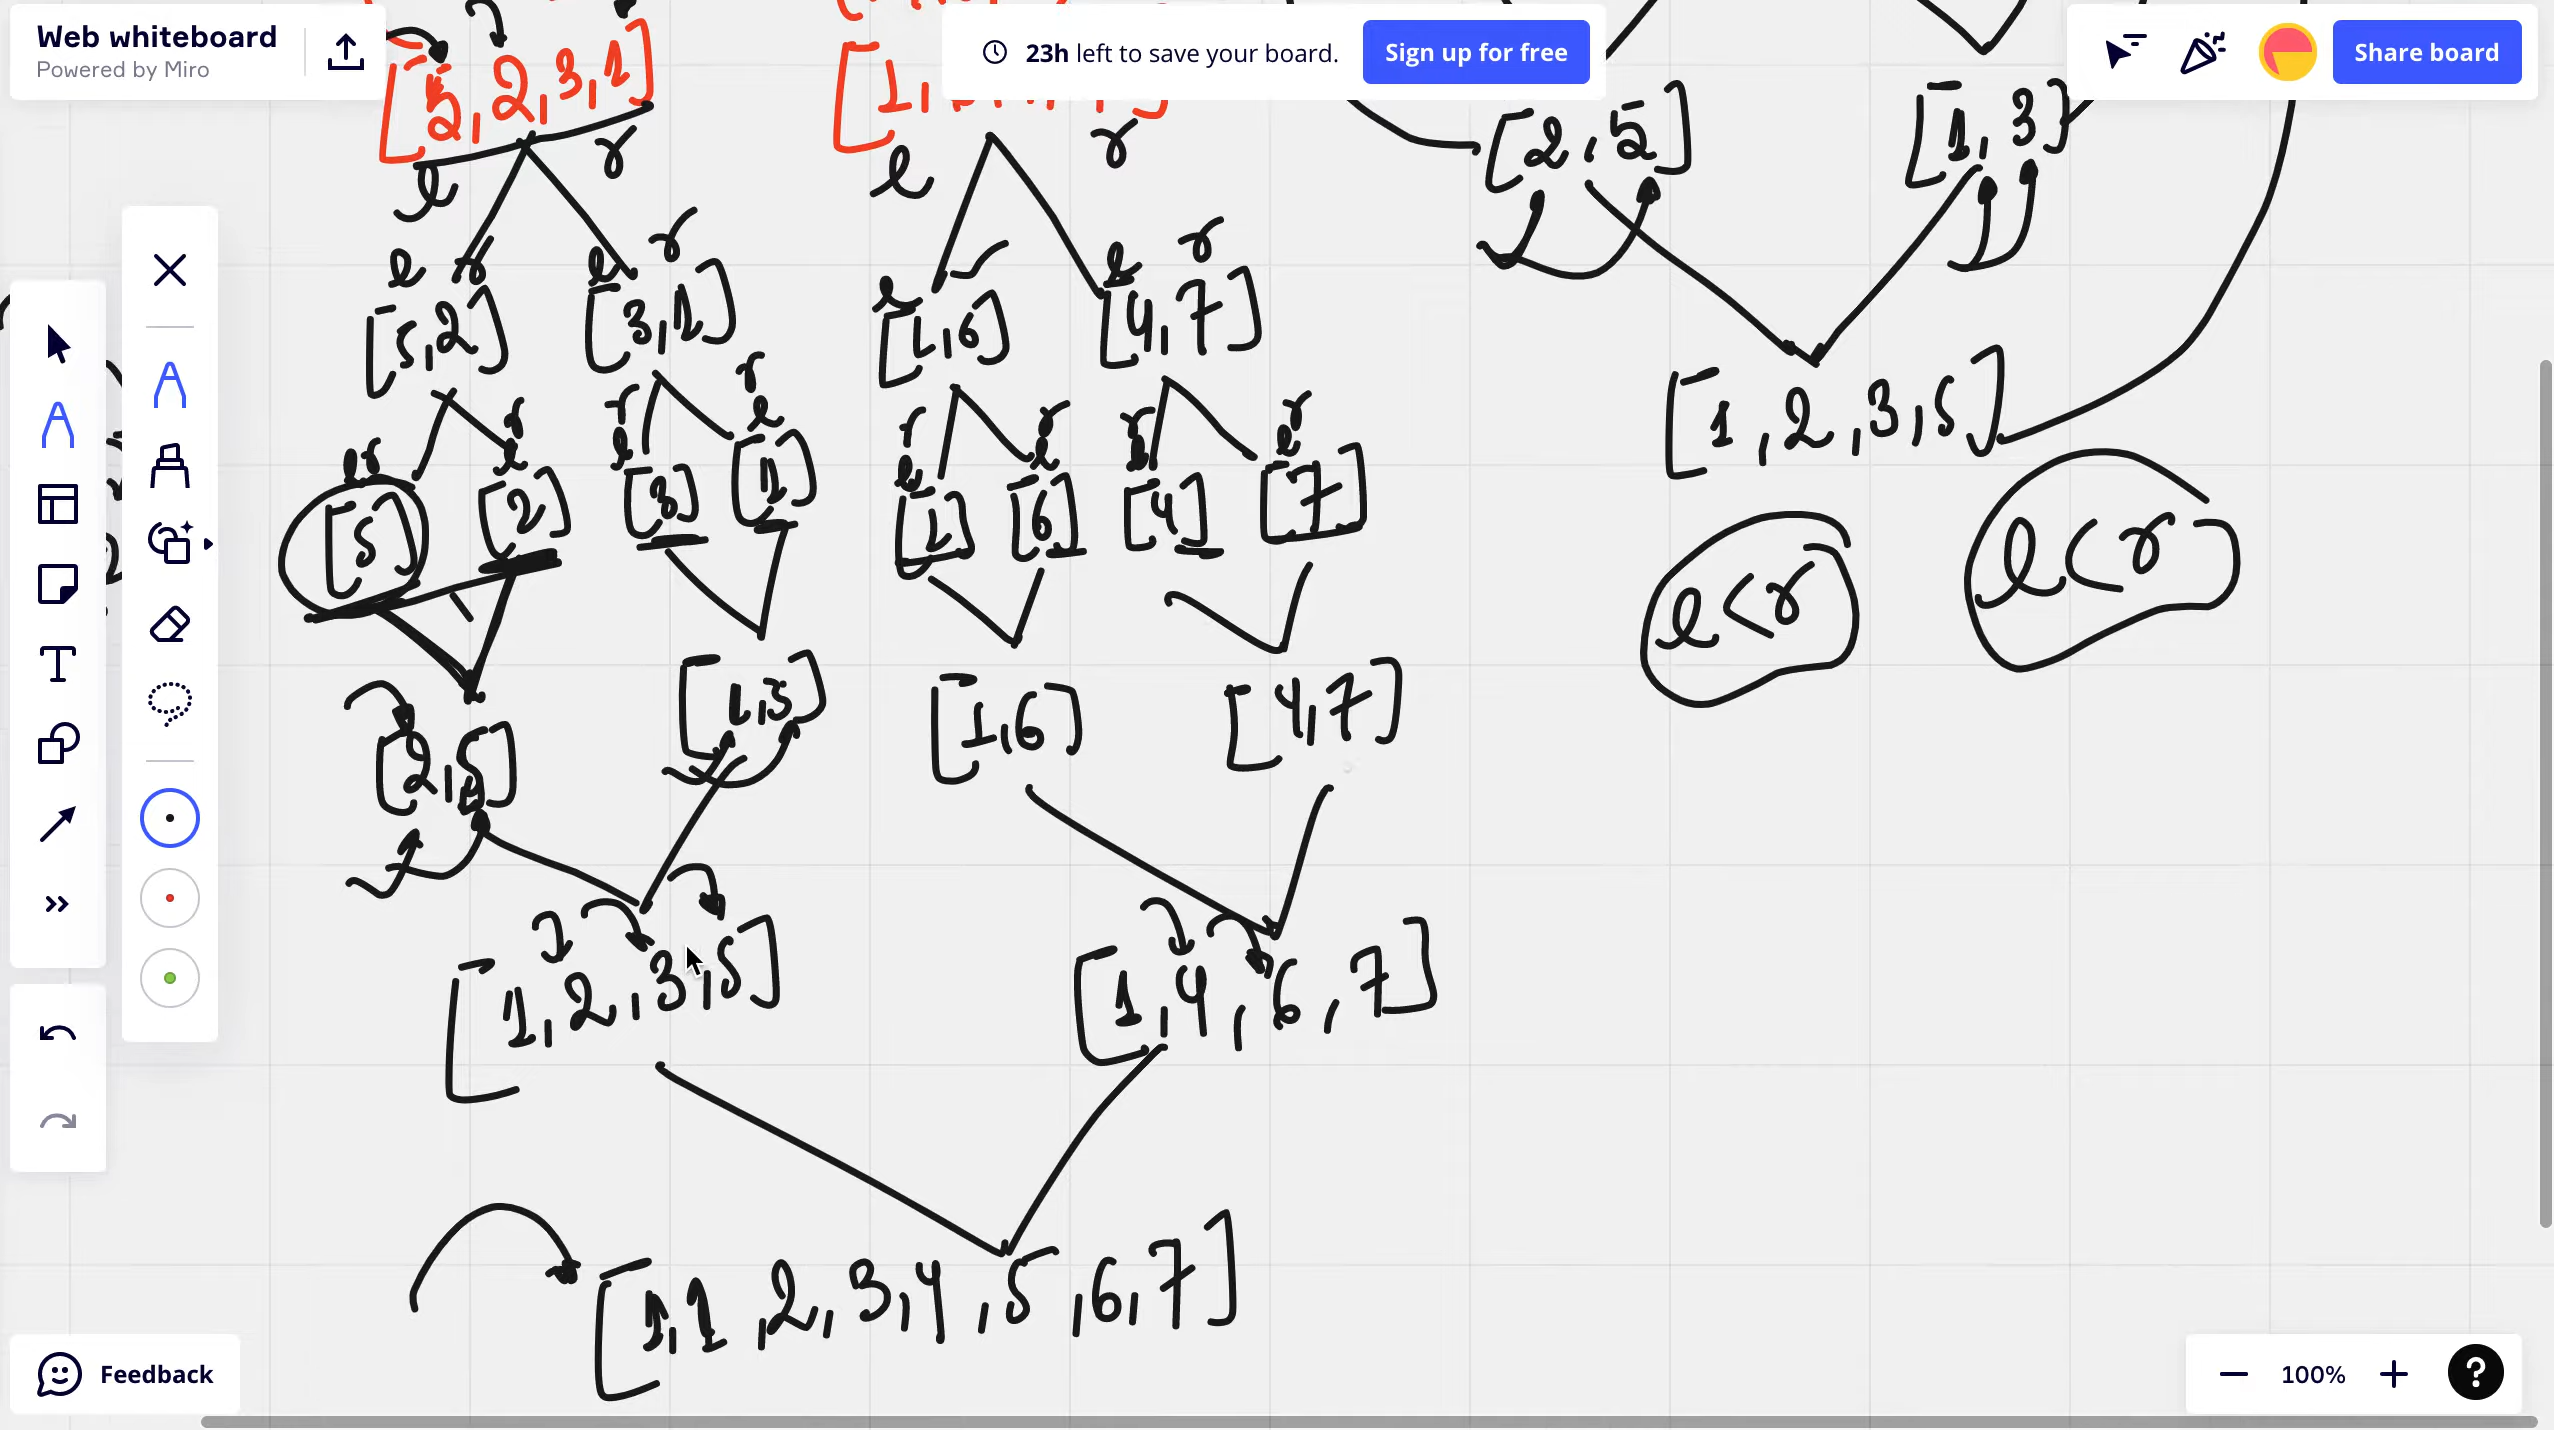 Web whiteboard
Powered by Miro
23h left to save your board.
Sign up for free
Share board
[5,2,3,1]
[2,5]
[1,3]
l r
l r
l r
l r
l r
l r
[5,2]
[3,1]
[1,6]
[4,7]
[1,2,3,5]
l r
l r
l r
l r
l r
l r
l r
l r
[5]
[2]
[3]
[1]
[1]
[6]
[4]
[7]
l<r
l<r
[2,5]
[1,3]
[1,6]
[4,7]
[1,2,3,5]
[1,4,6,7]
[1,1,2,3,4,5,6,7]
Feedback
100%